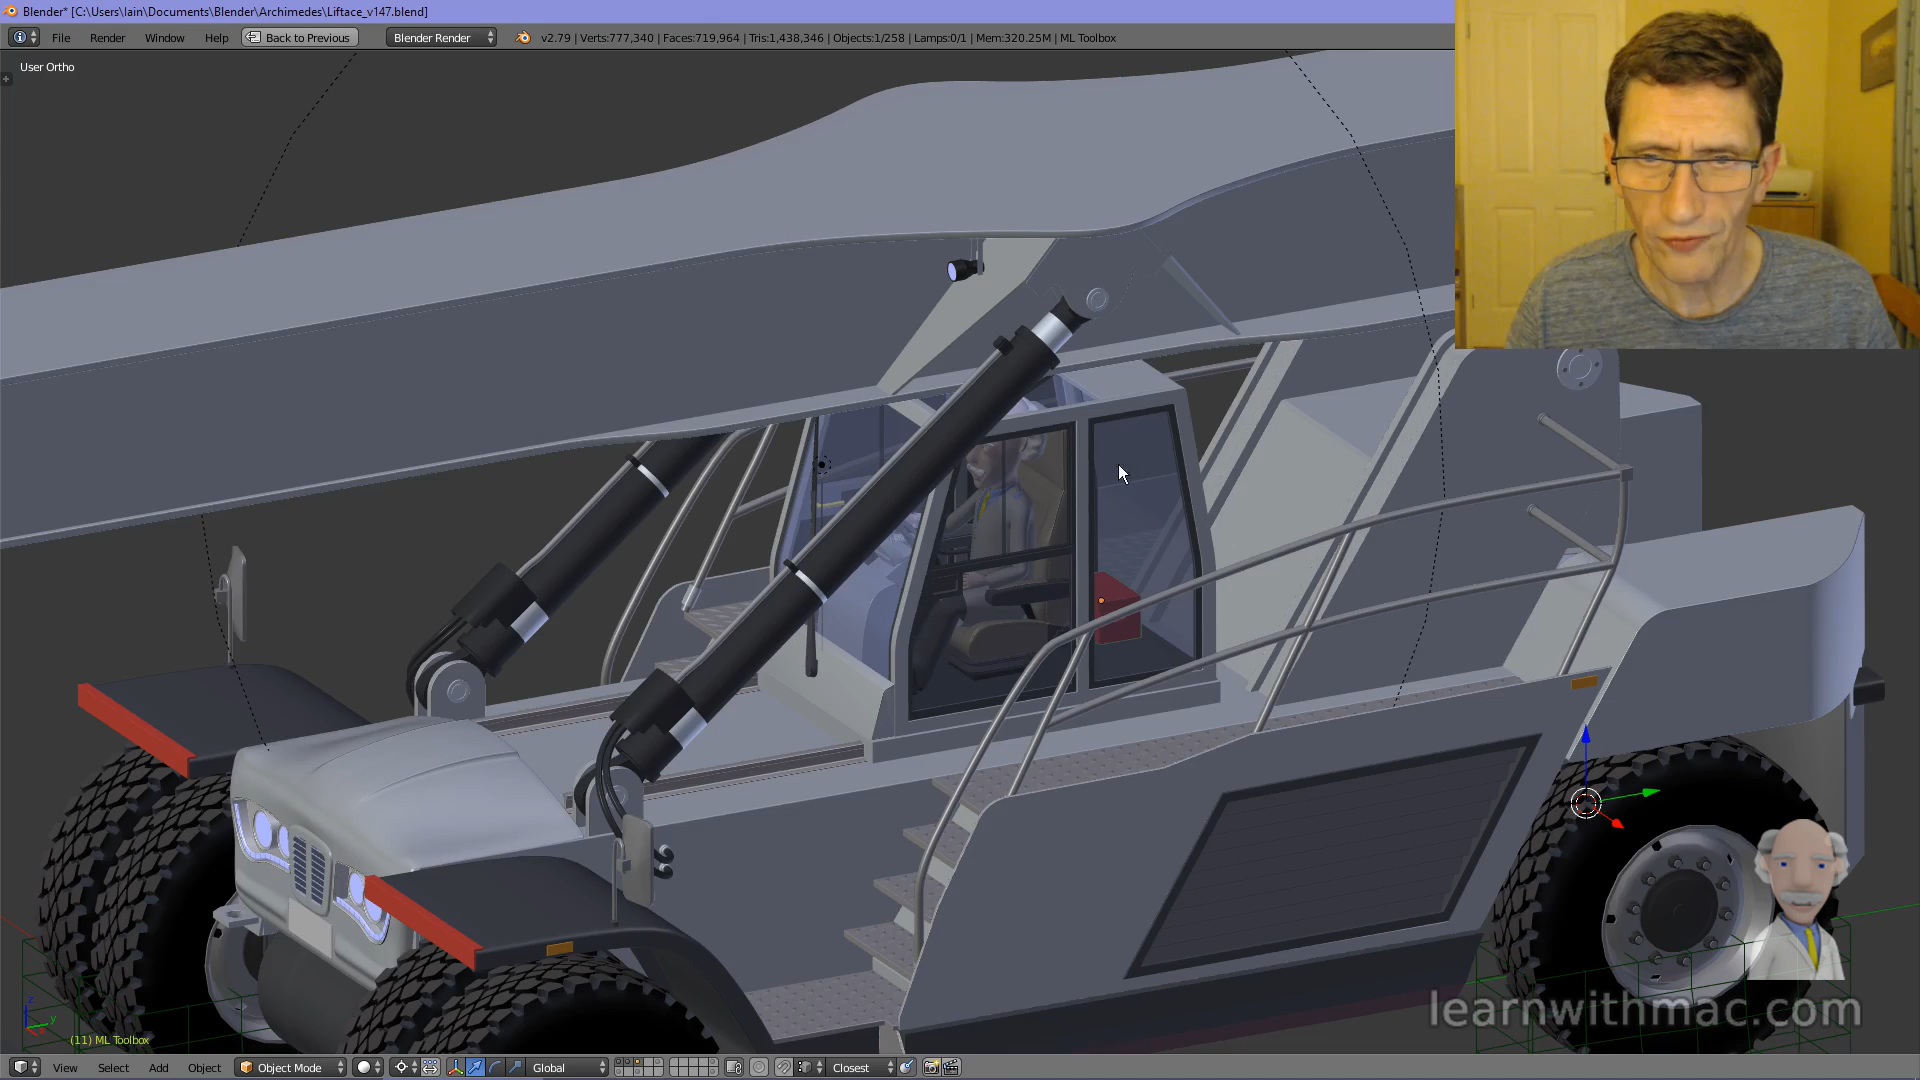 Blender* [C:\Users\Iain\Documents\Blender\Archimedes\Liftace_v147.blend]
File Render Window Help Back to Previous Blender Render v2.79 | Verts:777,340 | Faces:719,964 | Tris:1,438,346 | Objects:1/258 | Lamps:0/1 | Mem:320.25M | ML Toolbox
User Ortho
learnwithmac.com
z
y
(11) ML Toolbox
View Select Add Object Object Mode Global Closest